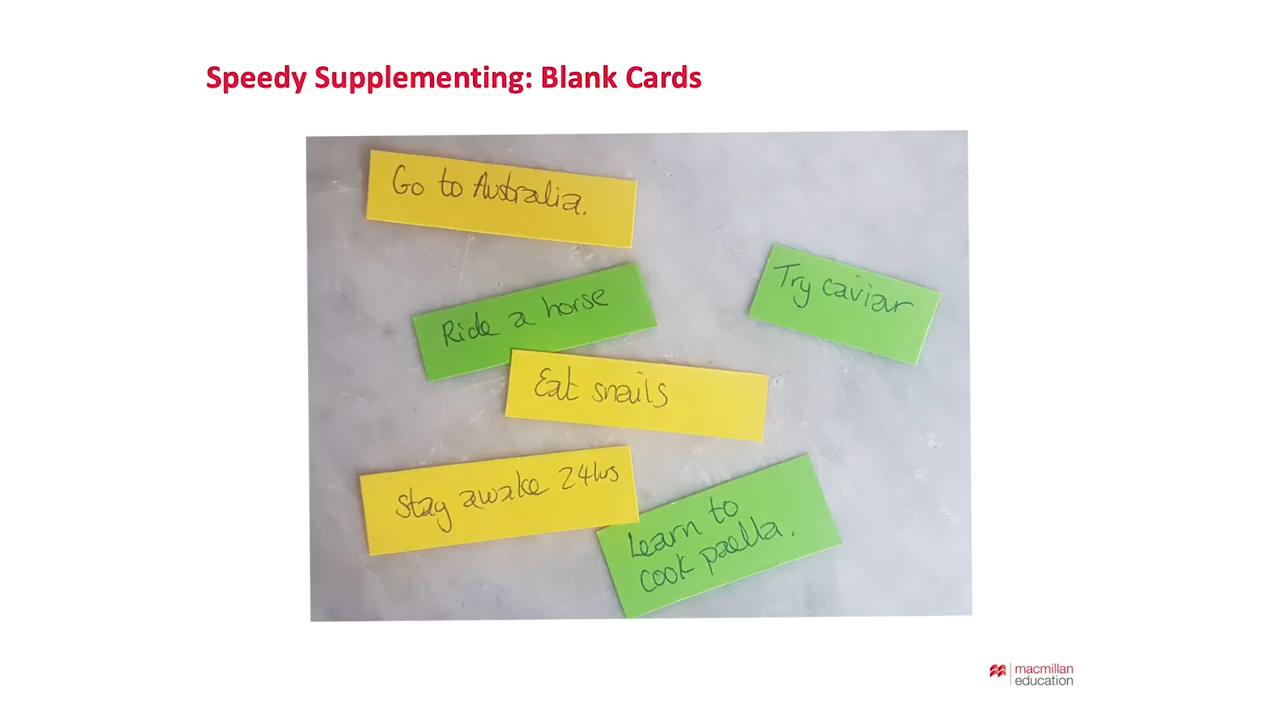 Speedy Supplementing: Blank Cards
Go to Australia.
Ride a horse
Try caviar
Eat snails
Stay awake 24hrs
Learn to
cook paella.
macmillan
education